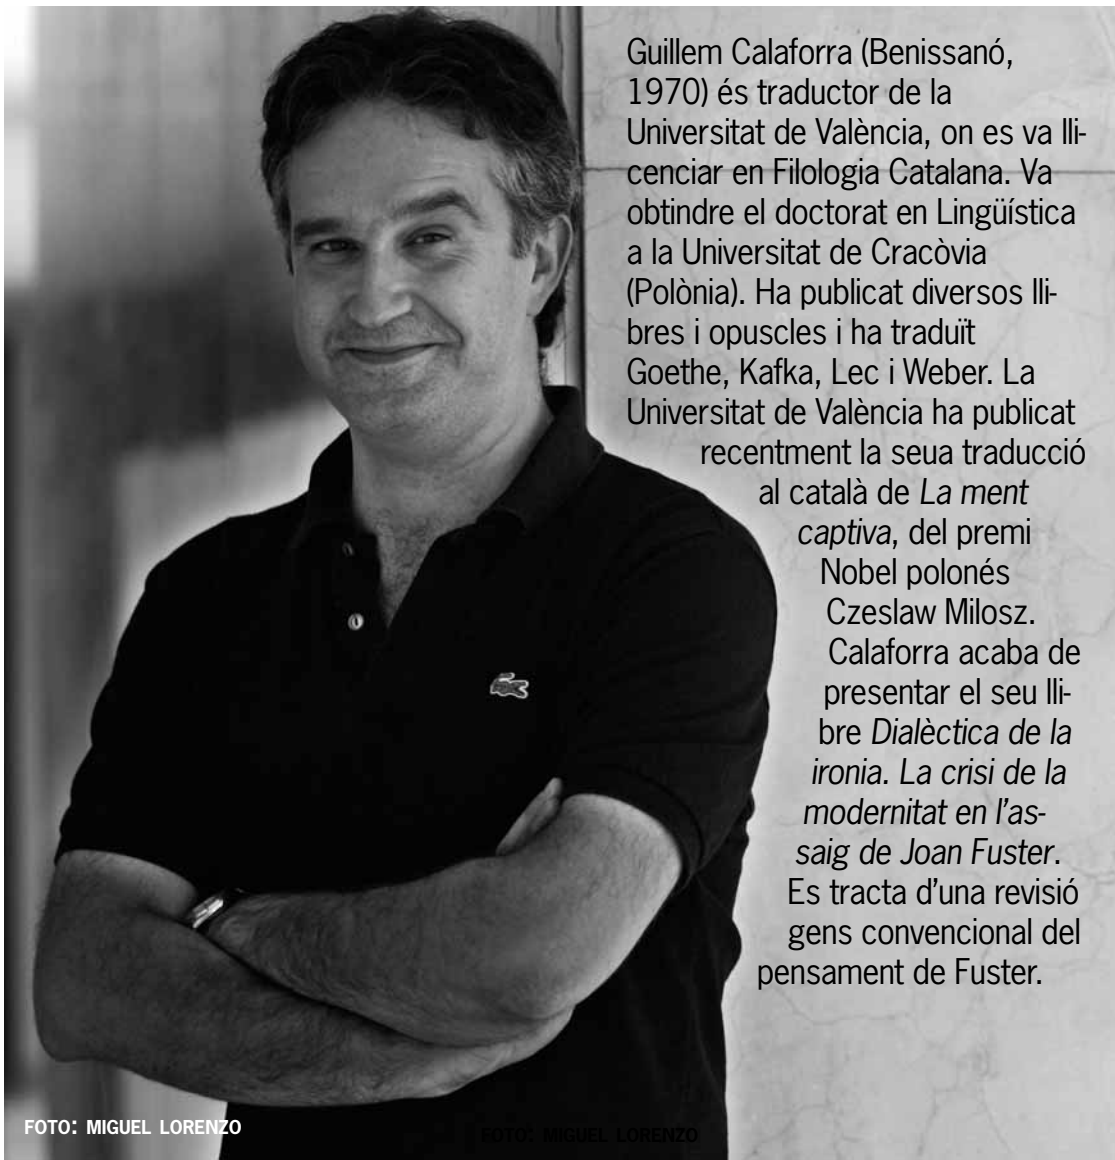 Guillem Calaforra (Benissanó,
1970) és traductor de la
Universitat de València, on es va lli-
cenciar en Filologia Catalana. Va
obtindre el doctorat en Lingüística
a la Universitat de Cracòvia
(Polònia). Ha publicat diversos lli-
bres i opuscles i ha traduït
Goethe, Kafka, Lec i Weber. La
Universitat de València ha publicat
recentment la seua traducció
al català de La ment
captiva, del premi
Nobel polonés
Czeslaw Milosz.
Calaforra acaba de
presentar el seu lli-
bre Dialèctica de la
ironia. La crisi de la
modernitat en l'as-
saig de Joan Fuster.
Es tracta d'una revisió
gens convencional del
pensament de Fuster.
FOTO: MIGUEL LORENZO
FOTO: MIGUEL LORENZO